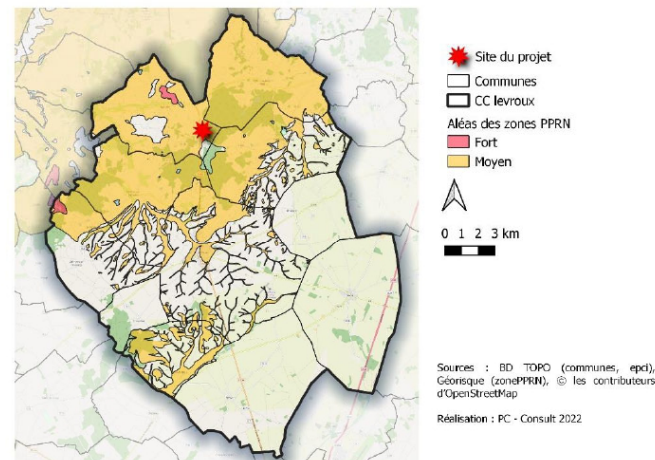 Site du projet
Communes
CC levroux
Aléas des zones PPRN
Fort
Moyen
0 1 2 3 km
Sources : BD TOPO (communes, epci),
Géorisque (zonePPRN), © les contributeurs
d'OpenStreetMap
Réalisation : PC - Consult 2022